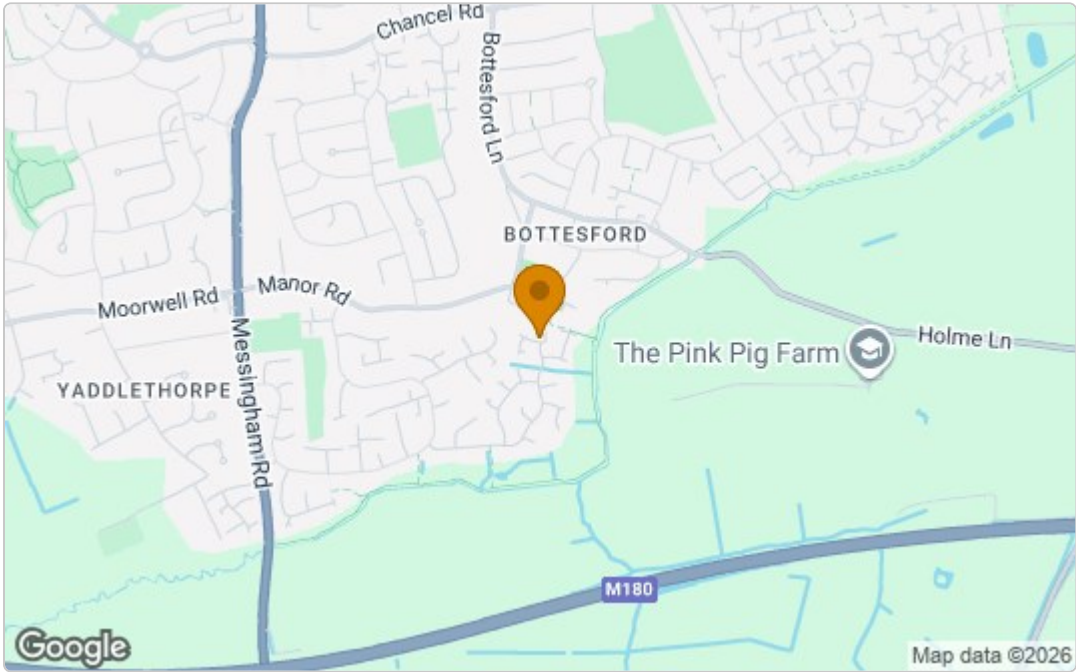 Chancel Rd
Bottesford Ln
BOTTESFORD
Manor Rd
Moorwell Rd
Messingham Rd
Holme Ln
The Pink Pig Farm
YADDLETHORPE
M180
Google
Map data ©2026